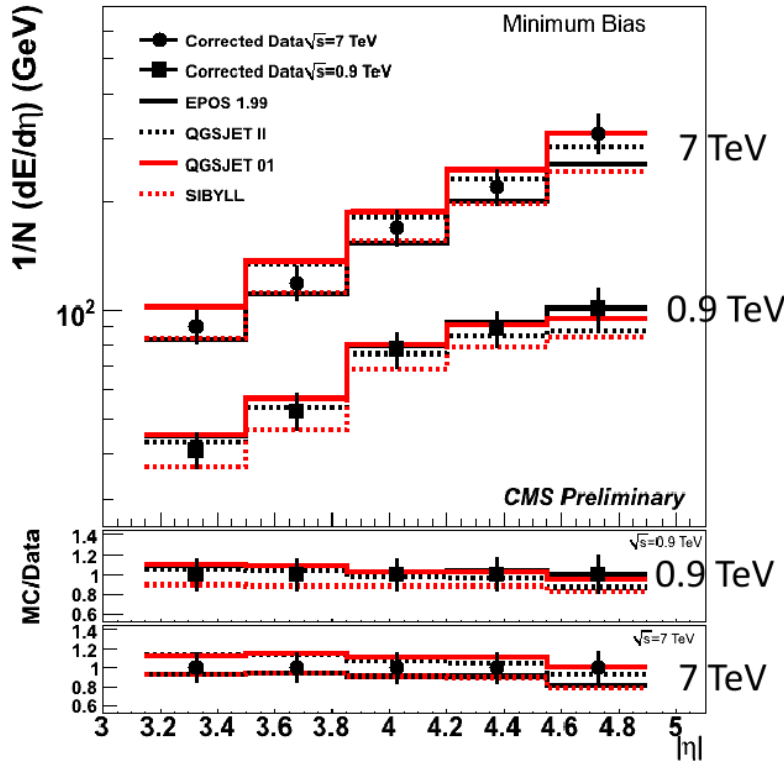 Minimum Bias
Corrected Data√s=7 TeV
Corrected Data√s=0.9 TeV
EPOS 1.99
QGSJET II
QGSJET 01
SIBYLL
1/N (dE/dη) (GeV)
10²
7 TeV
0.9 TeV
CMS Preliminary
MC/Data
1.4
1.2
1
0.8
0.6
√s=0.9 TeV
0.9 TeV
1.4
1.2
1
0.8
0.6
√s=7 TeV
7 TeV
3 3.2 3.4 3.6 3.8 4 4.2 4.4 4.6 4.8 5
|η|